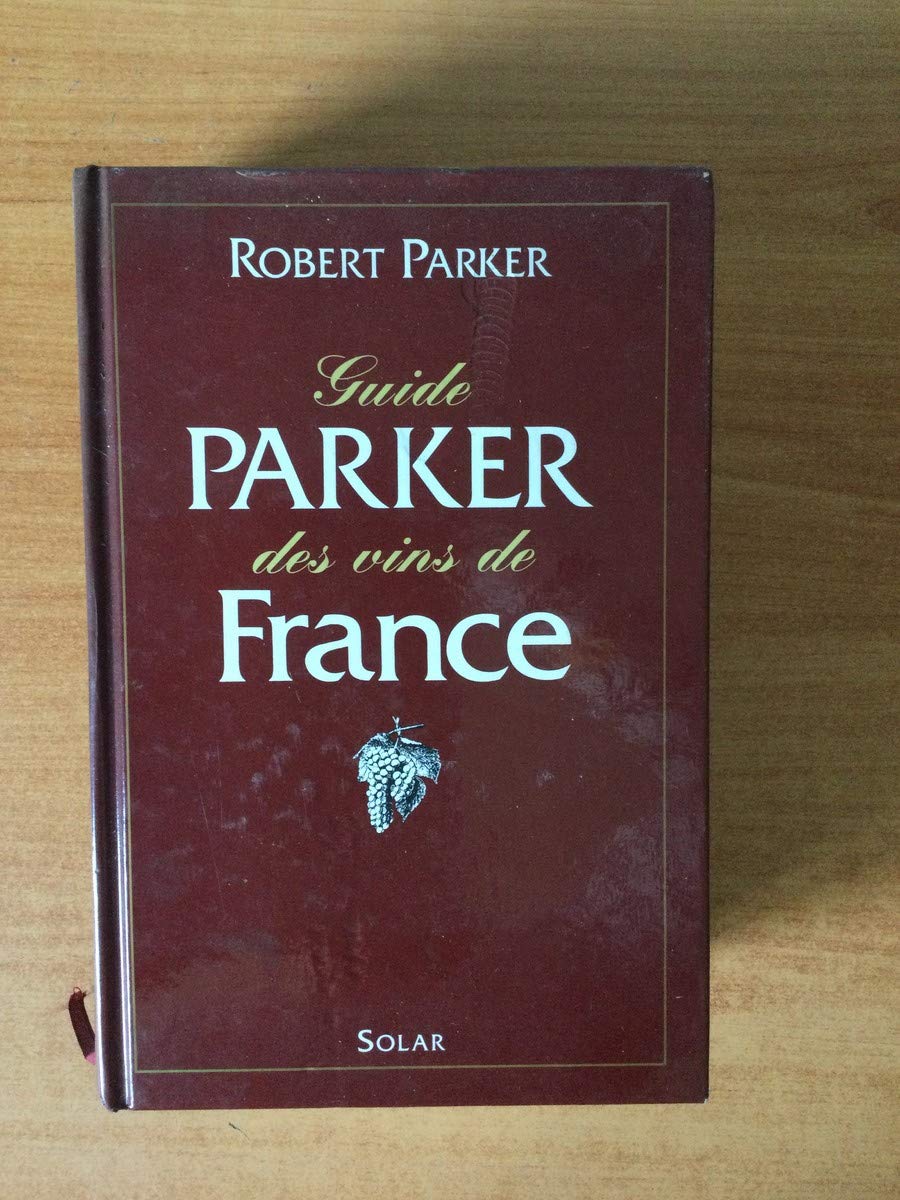 ROBERT PARKER
Guide
PARKER
des vins de
France
SOLAR